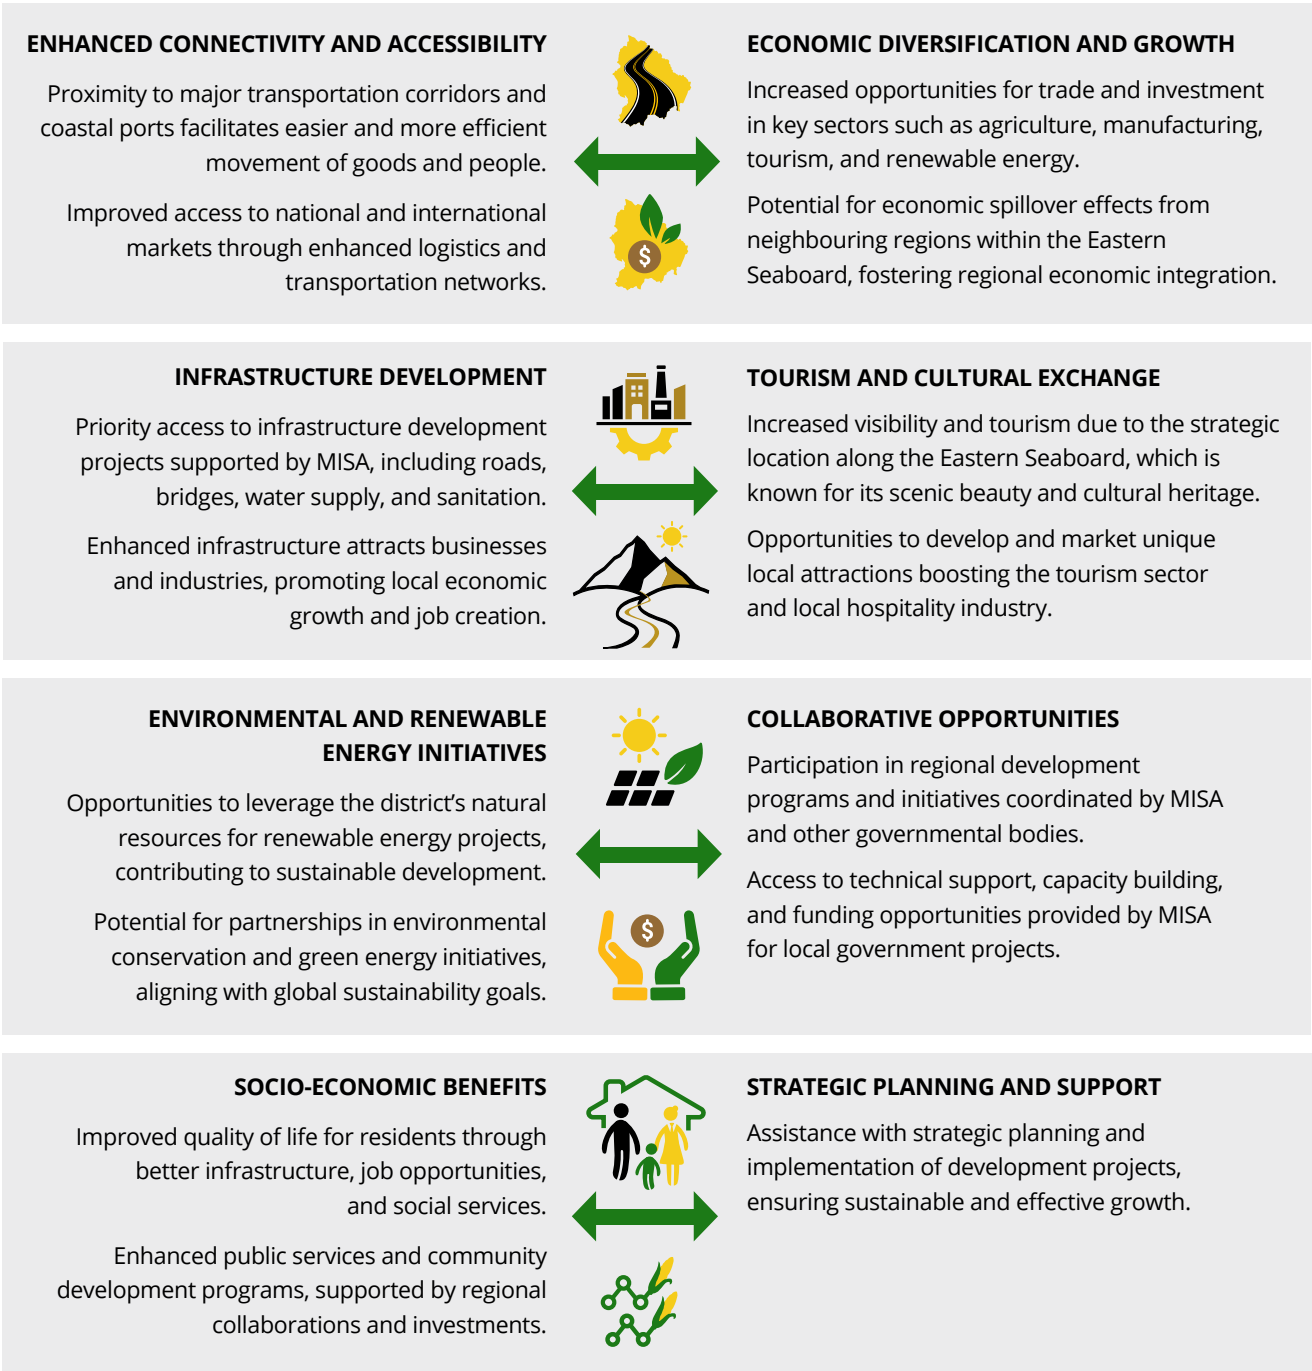 ENHANCED CONNECTIVITY AND ACCESSIBILITY
Proximity to major transportation corridors and
coastal ports facilitates easier and more efficient
movement of goods and people.
Improved access to national and international
markets through enhanced logistics and
transportation networks.
$
ECONOMIC DIVERSIFICATION AND GROWTH
Increased opportunities for trade and investment
in key sectors such as agriculture, manufacturing,
tourism, and renewable energy.
Potential for economic spillover effects from
neighbouring regions within the Eastern
Seaboard, fostering regional economic integration.
INFRASTRUCTURE DEVELOPMENT
Priority access to infrastructure development
projects supported by MISA, including roads,
bridges, water supply, and sanitation.
Enhanced infrastructure attracts businesses
and industries, promoting local economic
growth and job creation.
TOURISM AND CULTURAL EXCHANGE
Increased visibility and tourism due to the strategic
location along the Eastern Seaboard, which is
known for its scenic beauty and cultural heritage.
Opportunities to develop and market unique
local attractions boosting the tourism sector
and local hospitality industry.
ENVIRONMENTAL AND RENEWABLE
ENERGY INITIATIVES
Opportunities to leverage the district’s natural
resources for renewable energy projects,
contributing to sustainable development.
Potential for partnerships in environmental
conservation and green energy initiatives,
aligning with global sustainability goals.
$
COLLABORATIVE OPPORTUNITIES
Participation in regional development
programs and initiatives coordinated by MISA
and other governmental bodies.
Access to technical support, capacity building,
and funding opportunities provided by MISA
for local government projects.
SOCIO-ECONOMIC BENEFITS
Improved quality of life for residents through
better infrastructure, job opportunities,
and social services.
Enhanced public services and community
development programs, supported by regional
collaborations and investments.
STRATEGIC PLANNING AND SUPPORT
Assistance with strategic planning and
implementation of development projects,
ensuring sustainable and effective growth.